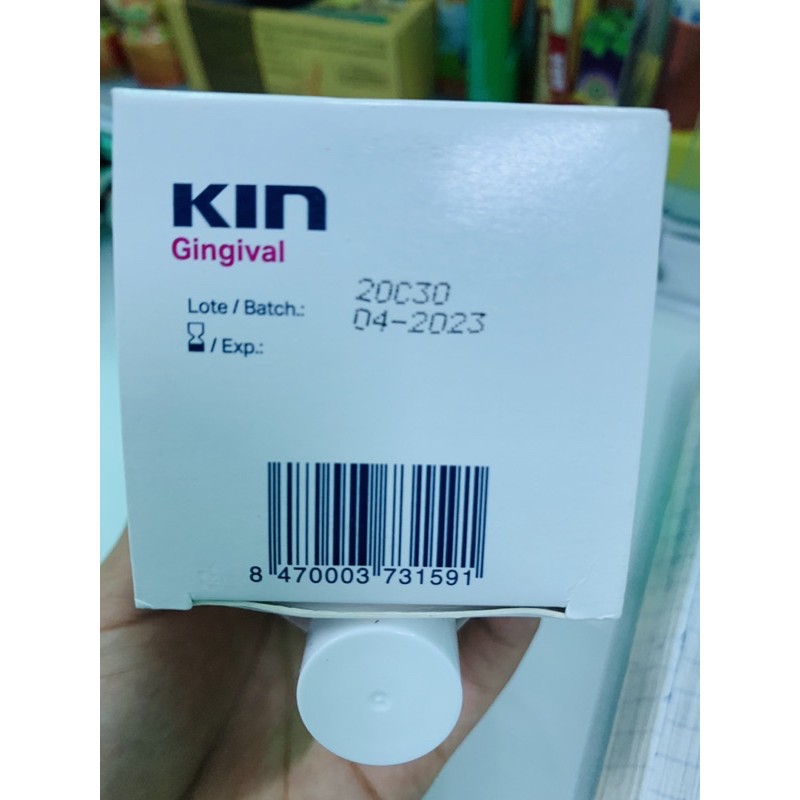 KIN
Gingival
Lote / Batch.: 20C30
/ Exp.: 04-2023
8 470003 731591